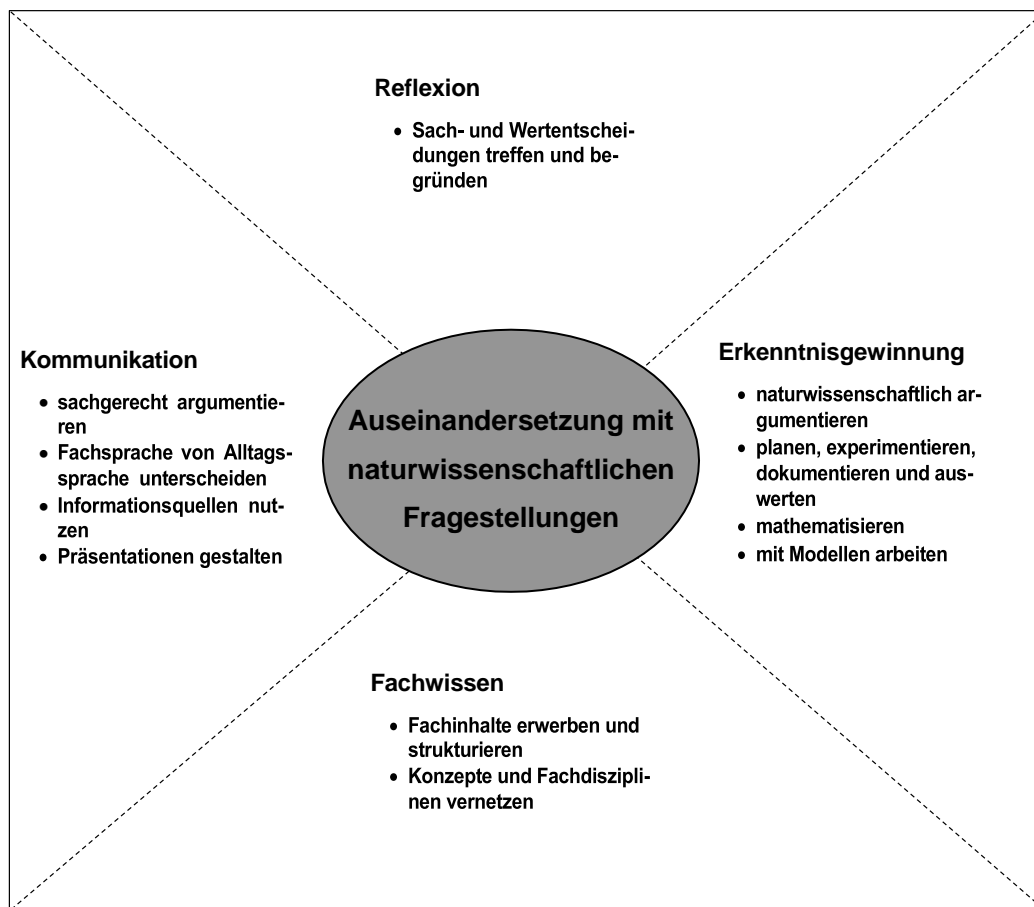 Reflexion
• Sach- und Wertentschei-
dungen treffen und be-
gründen
Kommunikation
• sachgerecht argumentie-
ren
• Fachsprache von Alltags-
sprache unterscheiden
• Informationsquellen nut-
zen
• Präsentationen gestalten
Auseinandersetzung mit
naturwissenschaftlichen
Fragestellungen
Erkenntnisgewinnung
• naturwissenschaftlich ar-
gumentieren
• planen, experimentieren,
dokumentieren und aus-
werten
• mathematisieren
• mit Modellen arbeiten
Fachwissen
• Fachinhalte erwerben und
strukturieren
• Konzepte und Fachdiszipli-
nen vernetzen